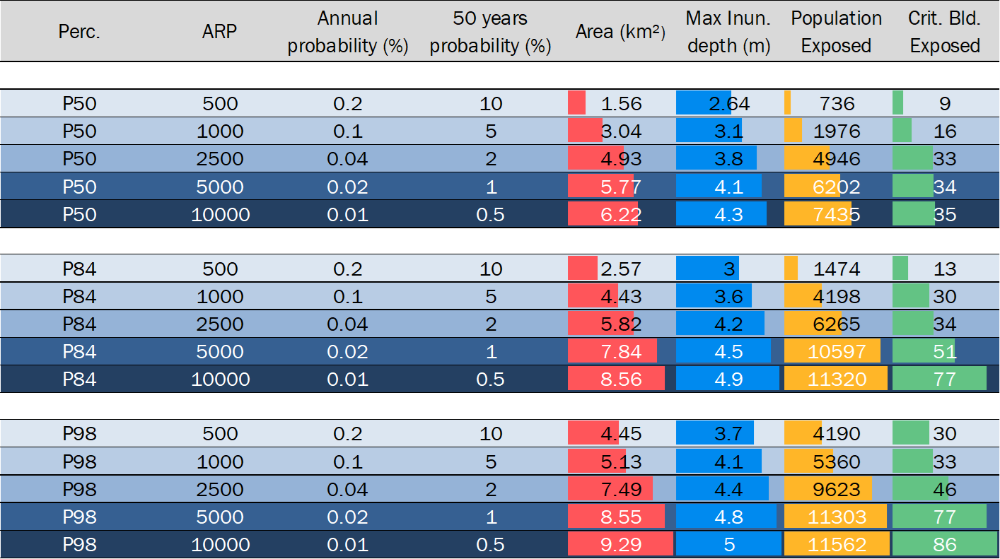 Perc. ARP Annual probability (%) 50 years probability (%) Area (km²) Max Inun. depth (m) Population Exposed Crit. Bld. Exposed
P50 500 0.2 10 1.56 2.64 736 9
P50 1000 0.1 5 3.04 3.1 1976 16
P50 2500 0.04 2 4.93 3.8 4946 33
P50 5000 0.02 1 5.77 4.1 6202 34
P50 10000 0.01 0.5 6.22 4.3 7435 35
P84 500 0.2 10 2.57 3 1474 13
P84 1000 0.1 5 4.43 3.6 4198 30
P84 2500 0.04 2 5.82 4.2 6265 34
P84 5000 0.02 1 7.84 4.5 10597 51
P84 10000 0.01 0.5 8.56 4.9 11320 77
P98 500 0.2 10 4.45 3.7 4190 30
P98 1000 0.1 5 5.13 4.1 5360 33
P98 2500 0.04 2 7.49 4.4 9623 46
P98 5000 0.02 1 8.55 4.8 11303 77
P98 10000 0.01 0.5 9.29 5 11562 86